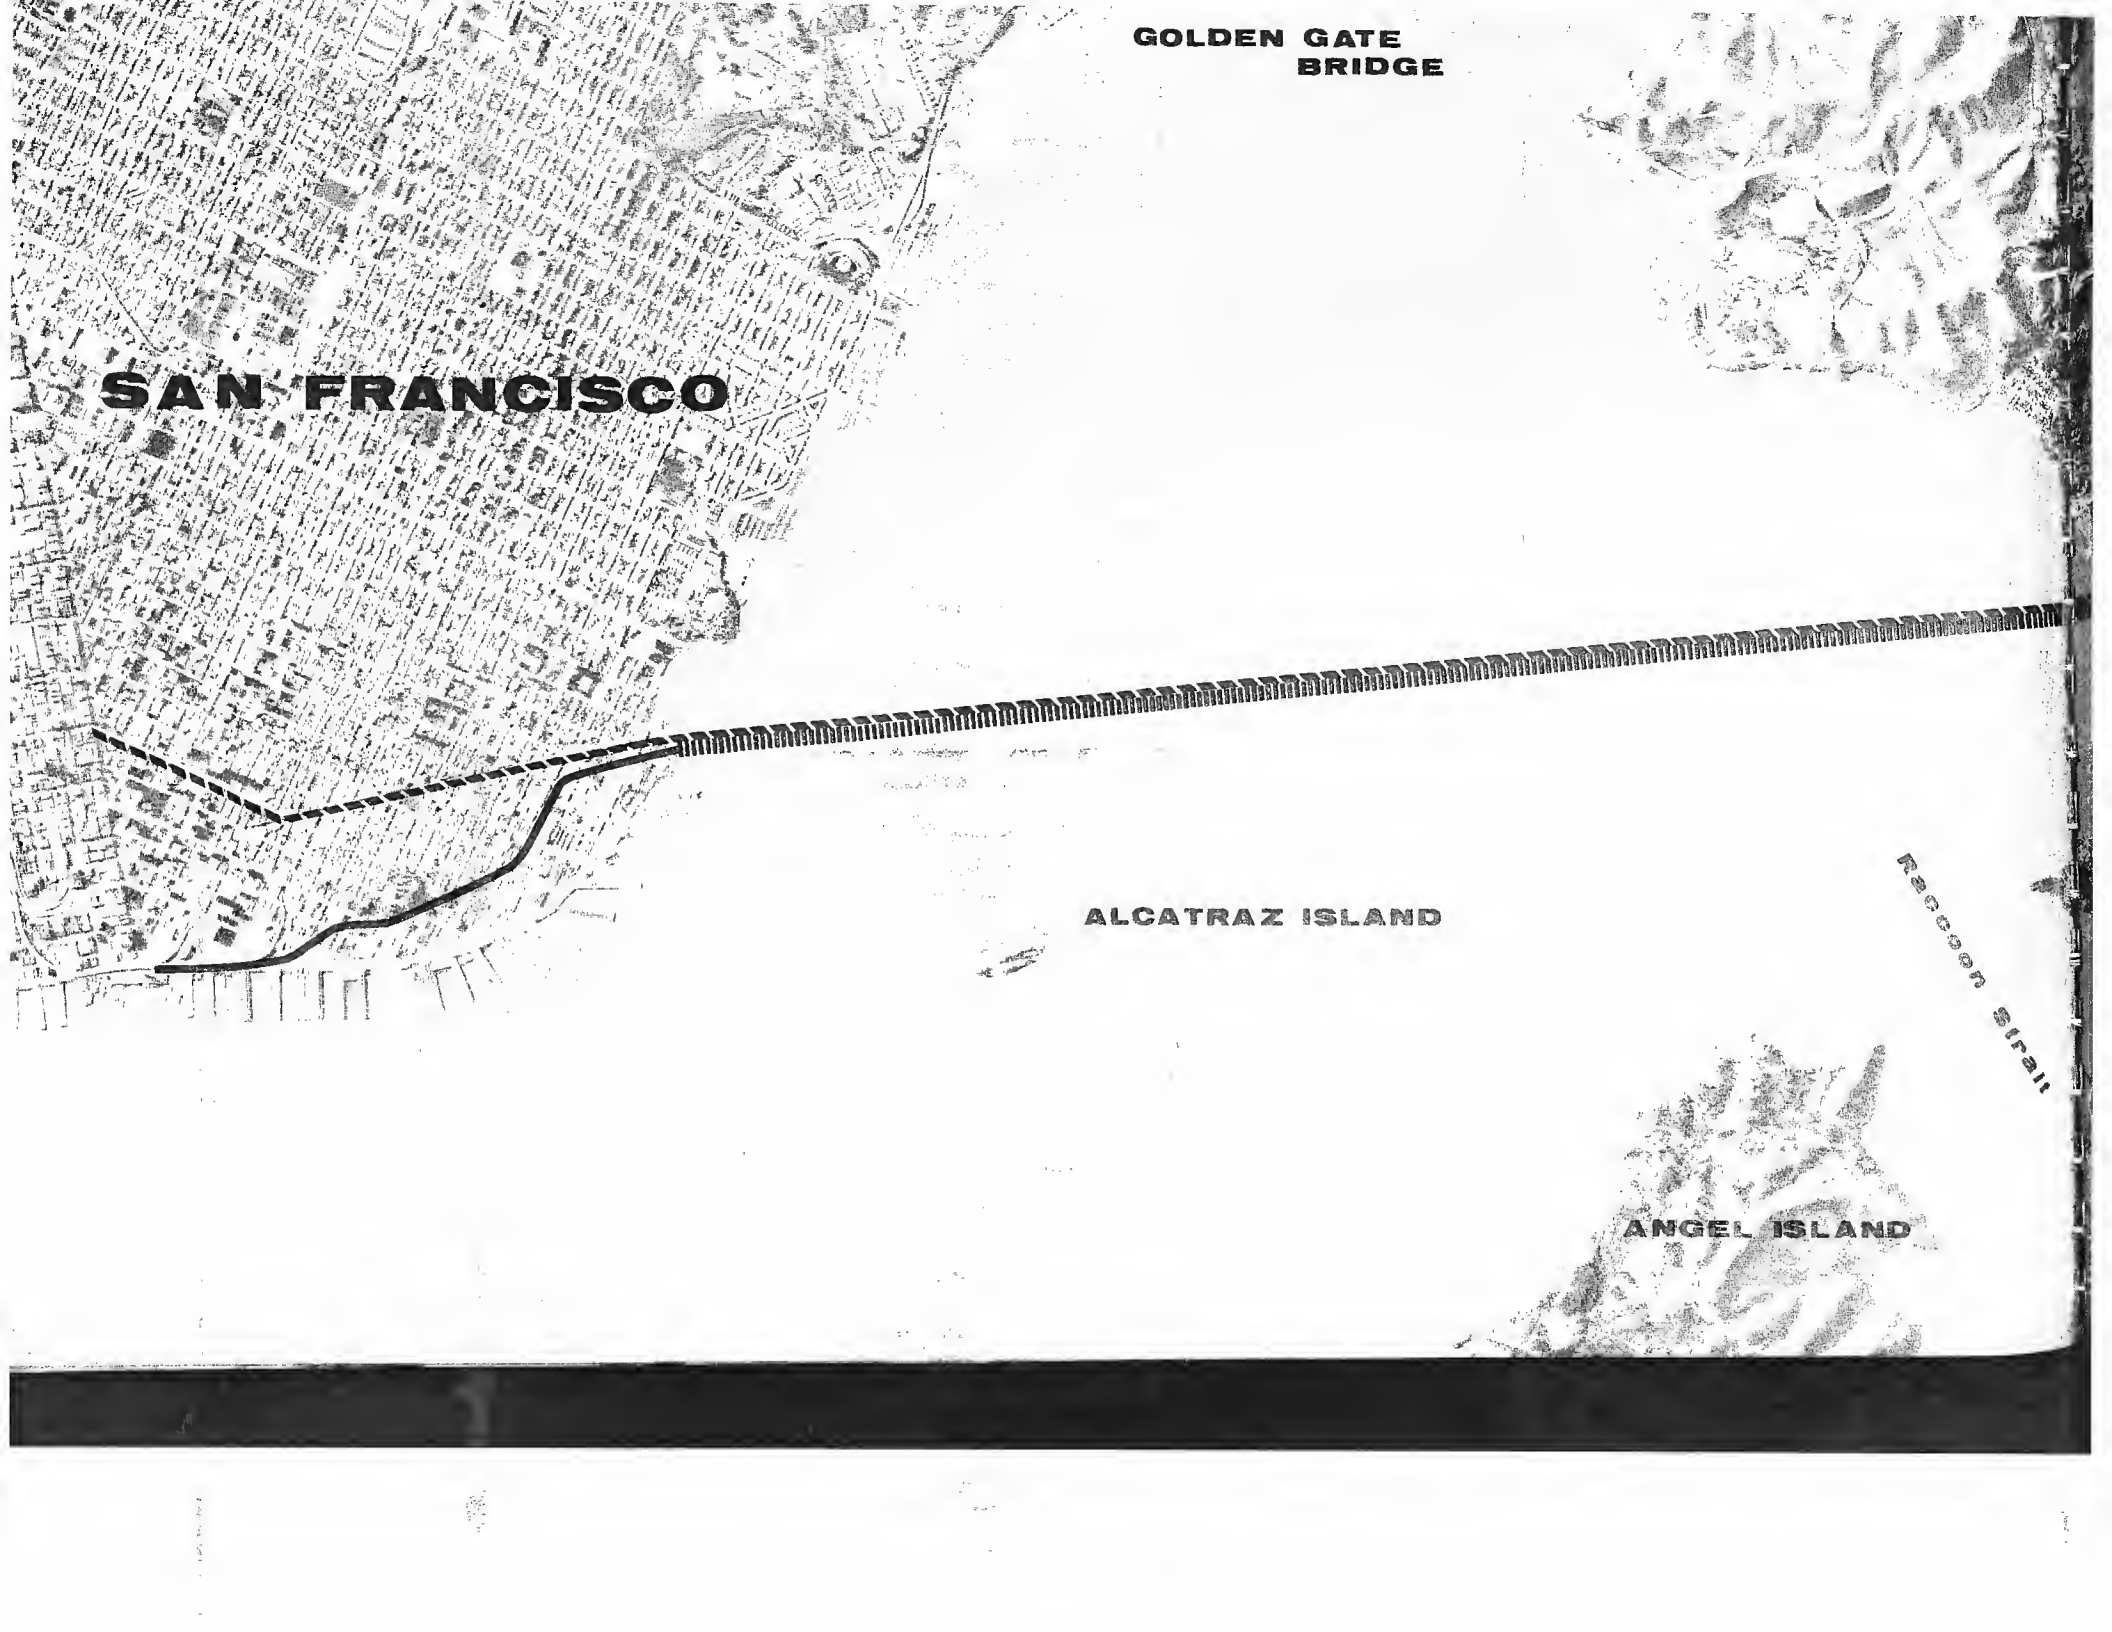 GOLDEN GATE
BRIDGE
SAN FRANCISCO
ALCATRAZ ISLAND
Raccoon Strait
ANGEL ISLAND